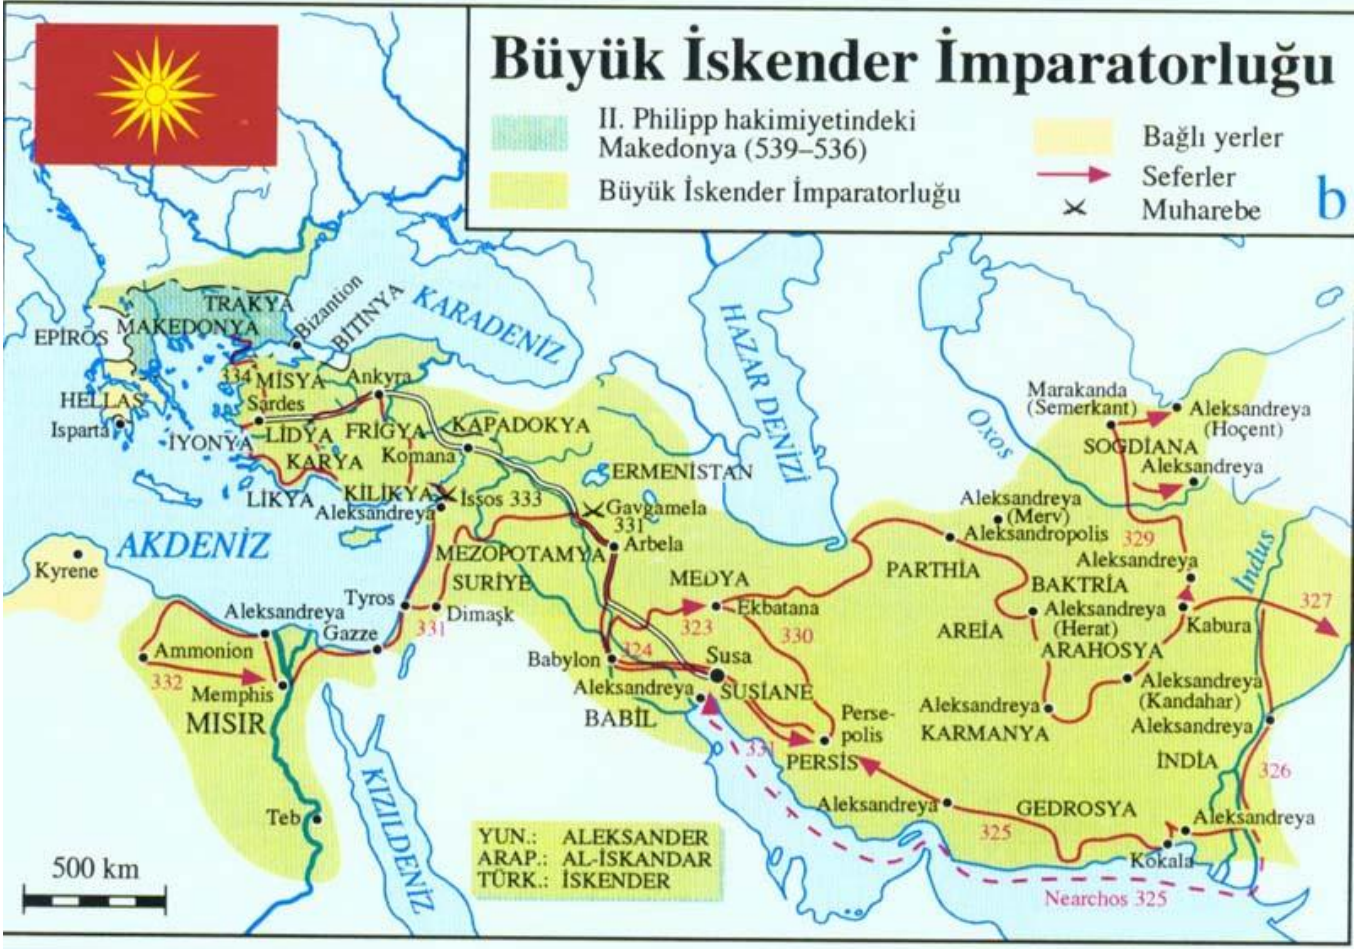 Büyük İskender İmparatorluğu
II. Philipp hakimiyetindeki
Makedonya (539–536)
Büyük İskender İmparatorluğu
Bağlı yerler
Seferler
Muharebe
b
TRAKYA
MAKEDONYA
Bizantion
BİTİNYA
KARADENİZ
EPİROS
HELLAS
Isparta
334
MİSYA
Sardes
Ankyra
İYONYA
LİDYA
FRİGYA
KAPADOKYA
KARYA
Komana
LİKYA
KİLİKYA
Aleksandreya
İssos 333
ERMENİSTAN
Gavgamela
331
Arbela
HAZAR DENİZİ
Oxos
Marakanda
(Semerkant)
Aleksandreya
(Hoçent)
SOGDİANA
Aleksandreya
Aleksandreya
(Merv)
Aleksandropolis
329
Aleksandreya
İndus
327
AKDENİZ
Kyrene
MEZOPOTAMYA
SURİYE
MEDYA
PARTHİA
BAKTRİA
Tyros
Dimaşk
331
Ekbatana
323
330
AREİA
Aleksandreya
(Herat)
Kabura
ARAHOSYA
Aleksandreya
Gazze
Ammonion
332
Memphis
MISIR
Babylon
324
Susa
Aleksandreya
SUSİANE
BABİL
Perse-
polis
331
PERSİS
Aleksandreya
KARMANYA
Aleksandreya
(Kandahar)
Aleksandreya
İNDİA
326
Teb
KIZILDENİZ
Aleksandreya
325
GEDROSYA
Aleksandreya
Kokala
Nearchos 325
YUN.: ALEKSANDER
ARAP.: AL-İSKANDAR
TÜRK.: İSKENDER
500 km